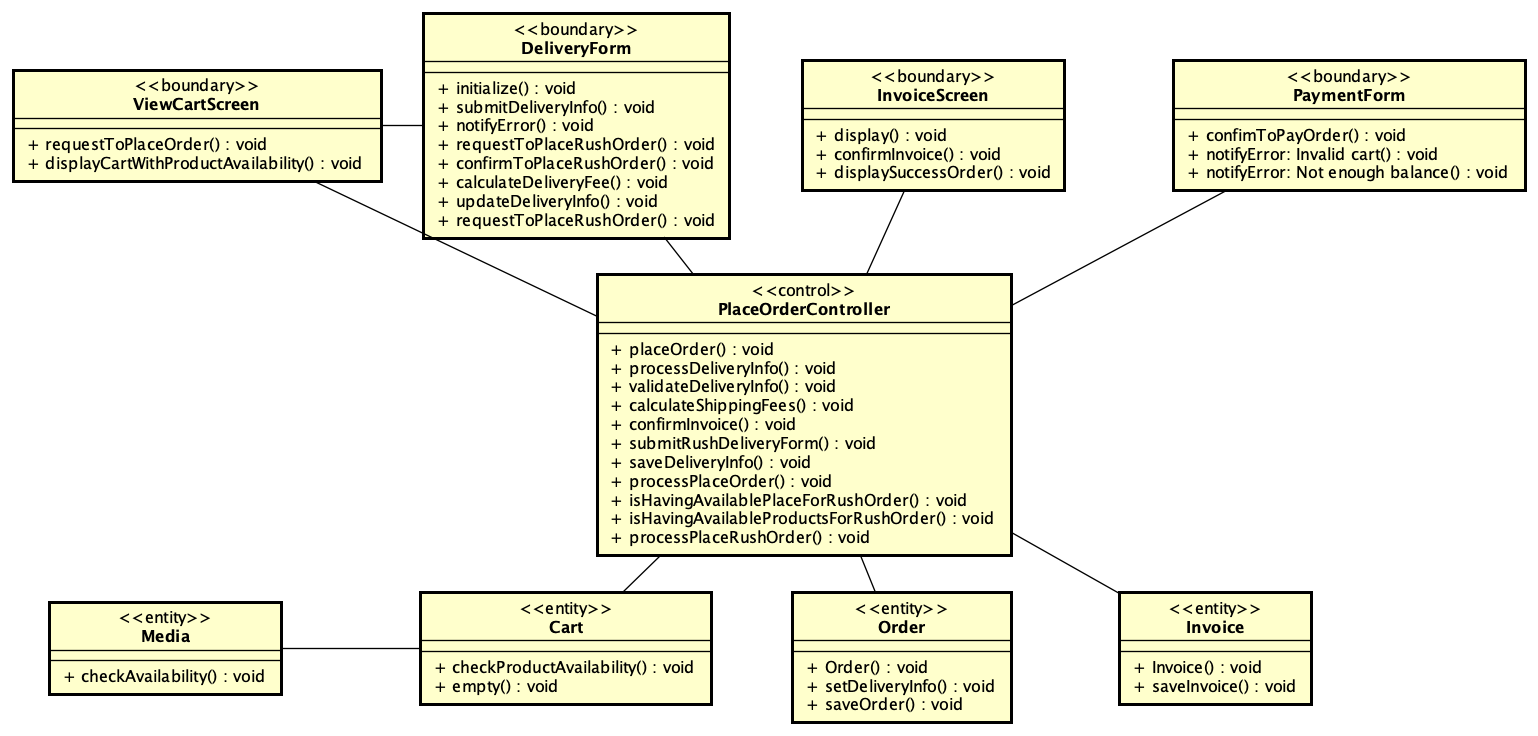 <<boundary>>
ViewCartScreen
+ requestToPlaceOrder() : void
+ displayCartWithProductAvailability() : void
<<boundary>>
DeliveryForm
+ initialize() : void
+ submitDeliveryInfo() : void
+ notifyError() : void
+ requestToPlaceRushOrder() : void
+ confirmToPlaceRushOrder() : void
+ calculateDeliveryFee() : void
+ updateDeliveryInfo() : void
+ requestToPlaceRushOrder() : void
<<boundary>>
InvoiceScreen
+ display() : void
+ confirmInvoice() : void
+ displaySuccessOrder() : void
<<boundary>>
PaymentForm
+ confimToPayOrder() : void
+ notifyError: Invalid cart() : void
+ notifyError: Not enough balance() : void
<<control>>
PlaceOrderController
+ placeOrder() : void
+ processDeliveryInfo() : void
+ validateDeliveryInfo() : void
+ calculateShippingFees() : void
+ confirmInvoice() : void
+ submitRushDeliveryForm() : void
+ saveDeliveryInfo() : void
+ processPlaceOrder() : void
+ isHavingAvailablePlaceForRushOrder() : void
+ isHavingAvailableProductsForRushOrder() : void
+ processPlaceRushOrder() : void
<<entity>>
Media
+ checkAvailability() : void
<<entity>>
Cart
+ checkProductAvailability() : void
+ empty() : void
<<entity>>
Order
+ Order() : void
+ setDeliveryInfo() : void
+ saveOrder() : void
<<entity>>
Invoice
+ Invoice() : void
+ saveInvoice() : void